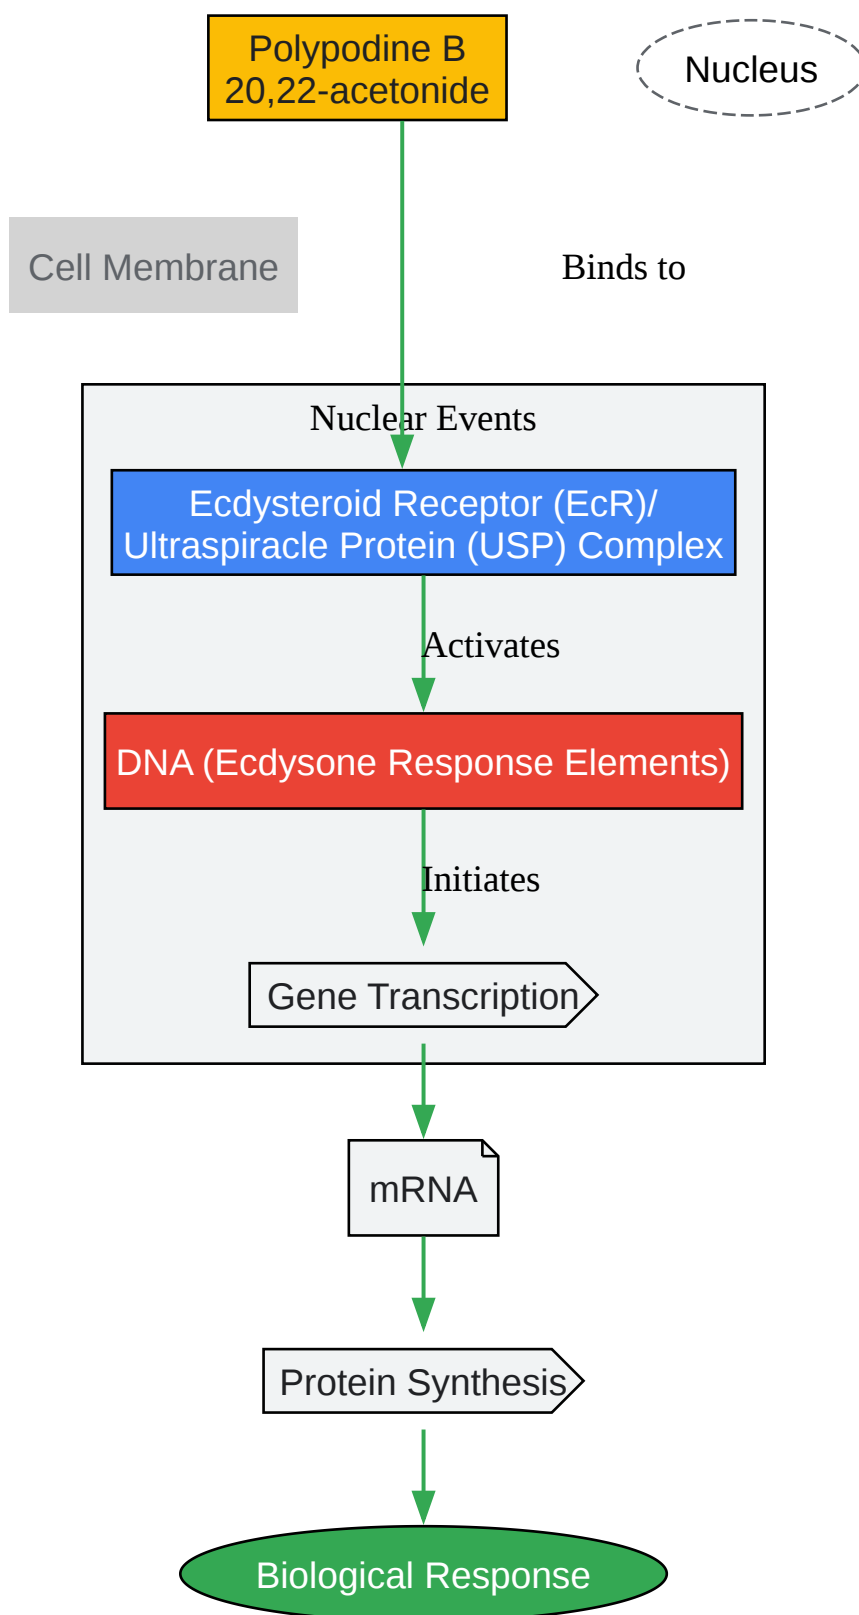 Polypodine B
20,22-acetonide
Nucleus
Cell Membrane
Binds to
Nuclear Events
Ecdysteroid Receptor (EcR)/
Ultraspiracle Protein (USP) Complex
Activates
DNA (Ecdysone Response Elements)
Initiates
Gene Transcription
mRNA
Protein Synthesis
Biological Response